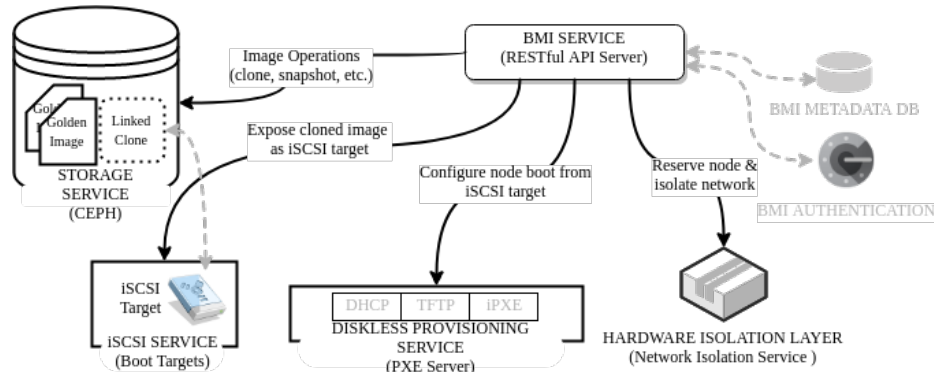 BMI SERVICE
(RESTful API Server)
Image Operations
(clone, snapshot, etc.)
BMI METADATA DB
Golden
Image
Linked
Clone
Expose cloned image
as iSCSI target
Configure node boot from
iSCSI target
Reserve node &
isolate network
STORAGE
SERVICE
(CEPH)
BMI AUTHENTICATION
iSCSI
Target
iSCSI SERVICE
(Boot Targets)
DHCP TFTP iPXE
DISKLESS PROVISIONING
SERVICE
(PXE Server)
HARDWARE ISOLATION LAYER
(Network Isolation Service )